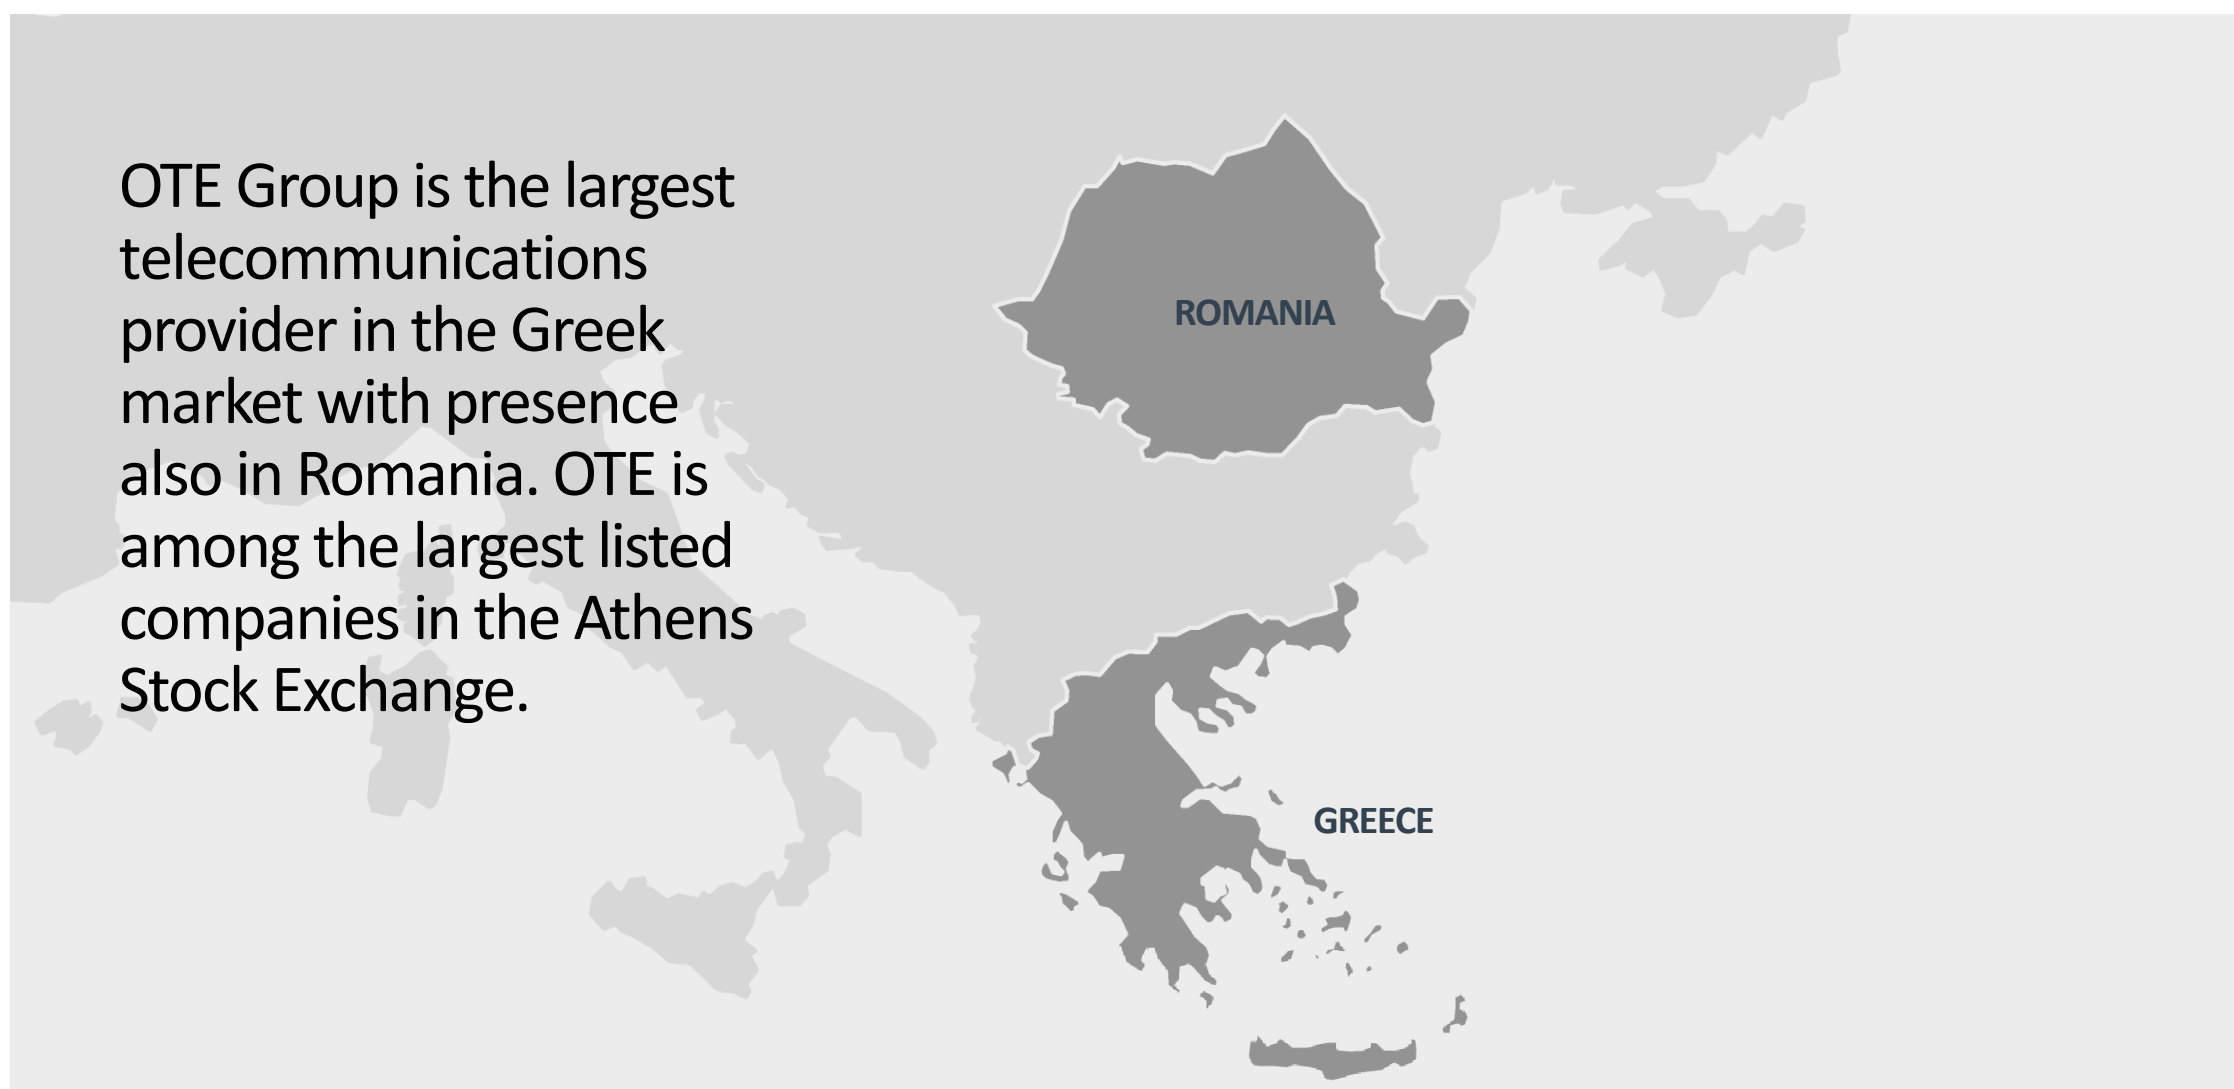 OTE Group is the largest
telecommunications
provider in the Greek
market with presence
also in Romania. OTE is
among the largest listed
companies in the Athens
Stock Exchange.
ROMANIA
GREECE